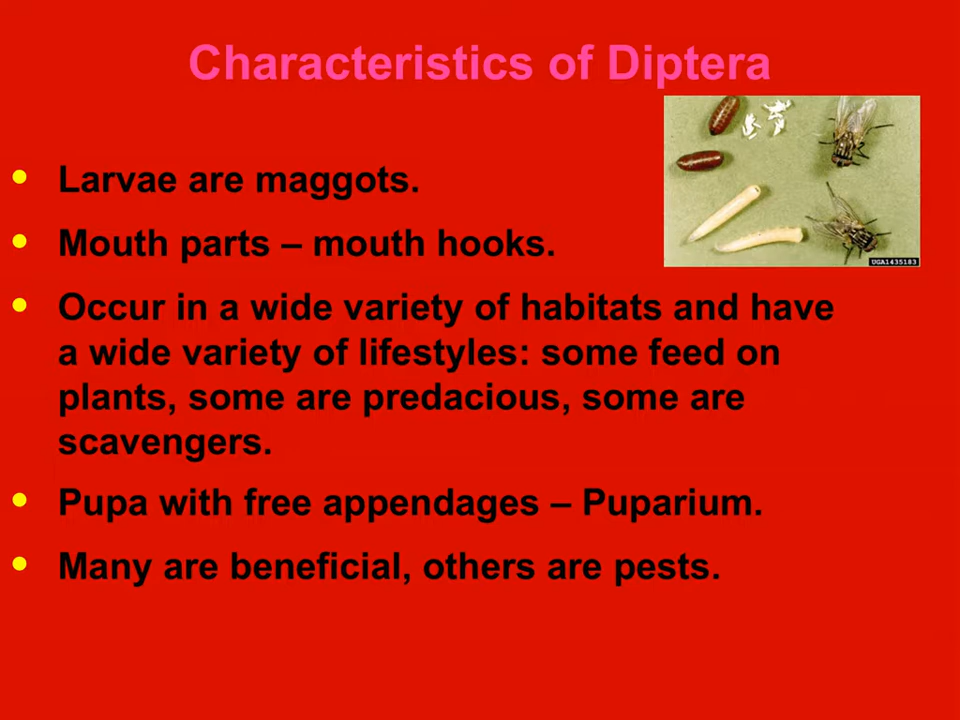 Characteristics of Diptera
• Larvae are maggots.
• Mouth parts – mouth hooks.
• Occur in a wide variety of habitats and have
a wide variety of lifestyles: some feed on
plants, some are predacious, some are
scavengers.
• Pupa with free appendages – Puparium.
• Many are beneficial, others are pests.
UGA1435183